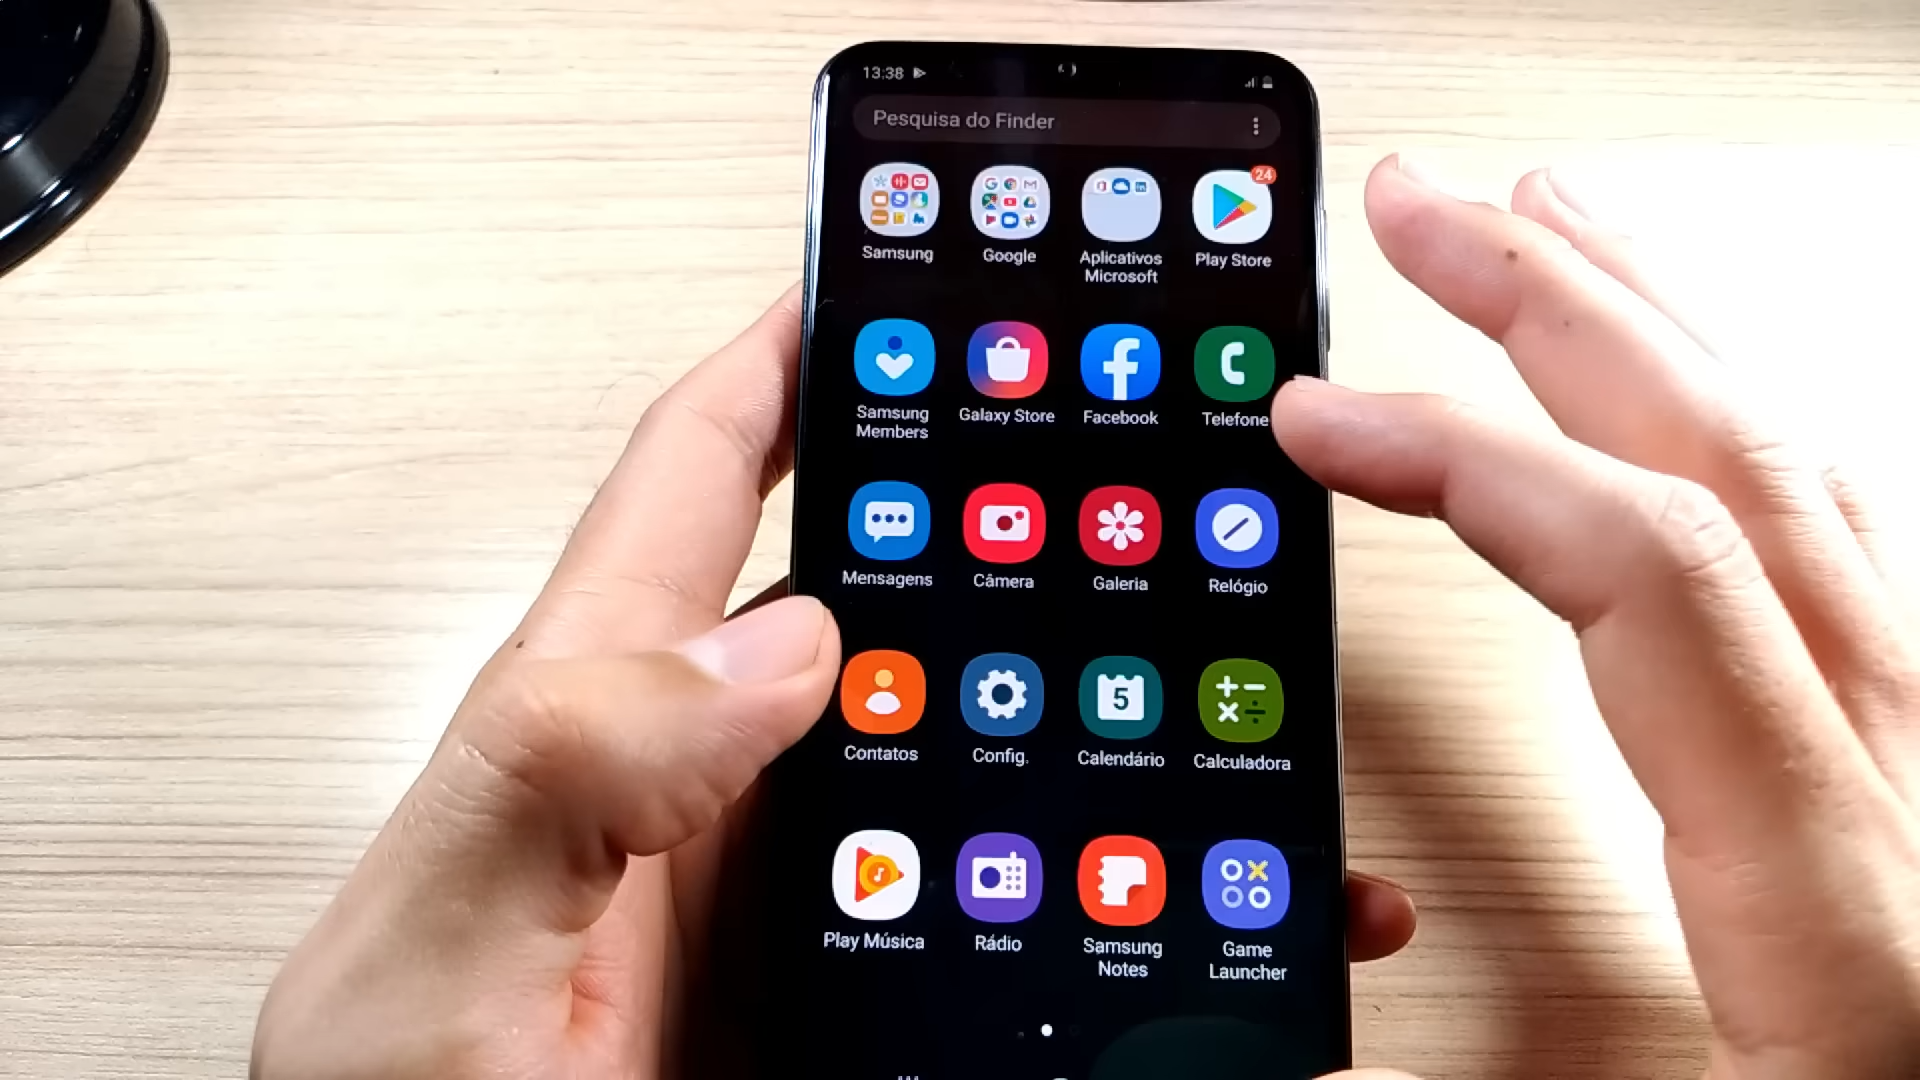 13:38
Pesquisa do Finder
24
Samsung
Google
Aplicativos
Microsoft
Play Store
Samsung
Members
Galaxy Store
Facebook
Telefone
Mensagens
Câmera
Galeria
Relógio
5
Contatos
Config.
Calendário
Calculadora
Play Música
Rádio
Samsung
Notes
Game
Launcher